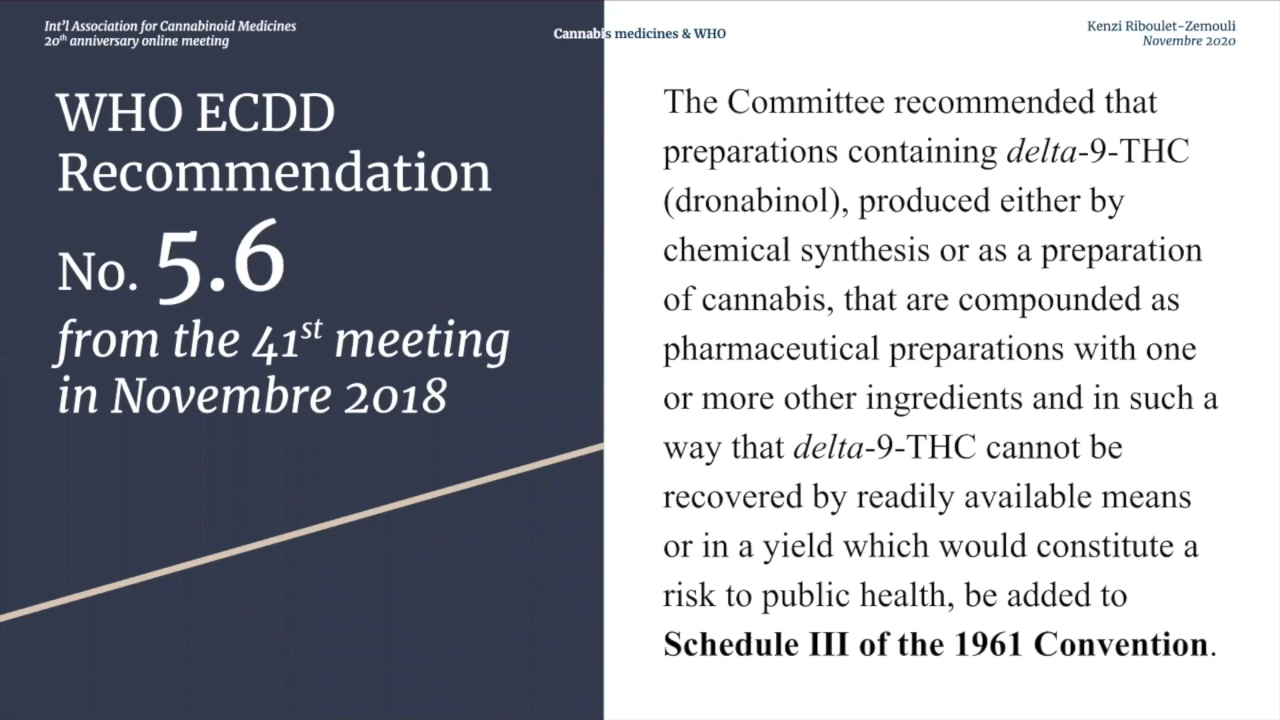 Int'l Association for Cannabinoid Medicines
20th anniversary online meeting
Cannabis medicines & WHO
Kenzi Riboulet-Zemouli
Novembre 2020
WHO ECDD
Recommendation
No. 5.6
from the 41st meeting
in Novembre 2018
The Committee recommended that
preparations containing delta-9-THC
(dronabinol), produced either by
chemical synthesis or as a preparation
of cannabis, that are compounded as
pharmaceutical preparations with one
or more other ingredients and in such a
way that delta-9-THC cannot be
recovered by readily available means
or in a yield which would constitute a
risk to public health, be added to
Schedule III of the 1961 Convention.